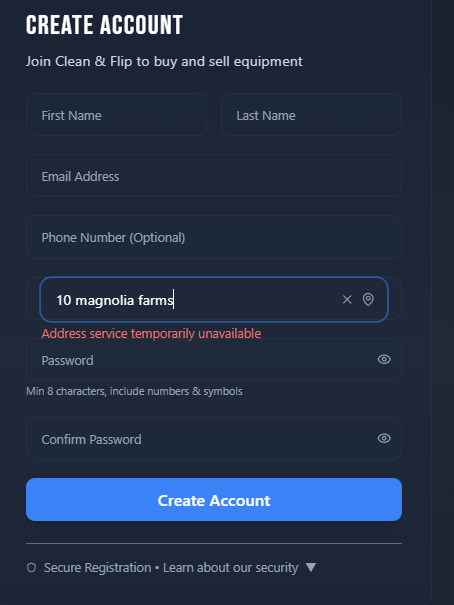 CREATE ACCOUNT
Join Clean & Flip to buy and sell equipment
First Name
Last Name
Email Address
Phone Number (Optional)
10 magnolia farms
Address service temporarily unavailable
Password
Min 8 characters, include numbers & symbols
Confirm Password
Create Account
Secure Registration • Learn about our security ▼